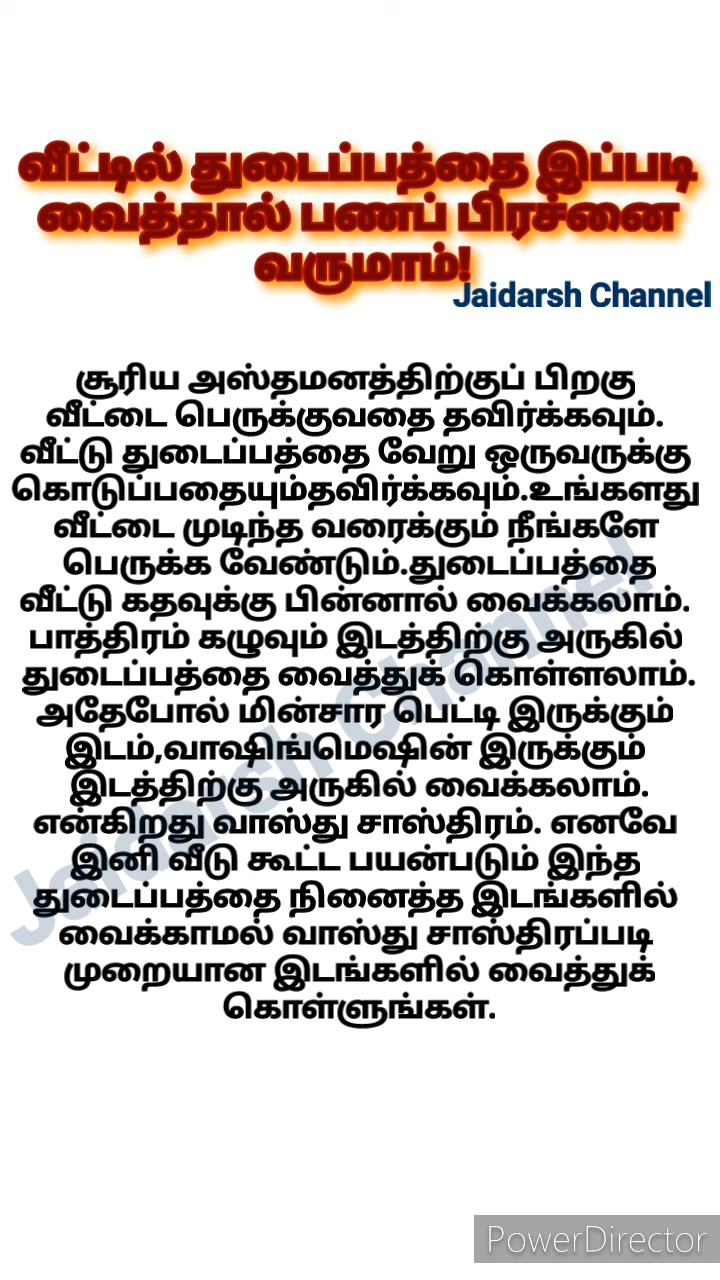 வீட்டில் துடைப்பத்தை இப்படி
வைத்தால் பணப் பிரச்னை
வருமாம்!
Jaidarsh Channel
சூரிய அஸ்தமனத்திற்குப் பிறகு
வீட்டை பெருக்குவதை தவிர்க்கவும்.
வீட்டு துடைப்பத்தை வேறு ஒருவருக்கு
கொடுப்பதையும்தவிர்க்கவும்.உங்களது
வீட்டை முடிந்த வரைக்கும் நீங்களே
பெருக்க வேண்டும்.துடைப்பத்தை
வீட்டு கதவுக்கு பின்னால் வைக்கலாம்.
பாத்திரம் கழுவும் இடத்திற்கு அருகில்
துடைப்பத்தை வைத்துக் கொள்ளலாம்.
அதேபோல் மின்சார பெட்டி இருக்கும்
இடம்,வாஷிங்மெஷின் இருக்கும்
இடத்திற்கு அருகில் வைக்கலாம்.
என்கிறது வாஸ்து சாஸ்திரம். எனவே
இனி வீடு கூட்ட பயன்படும் இந்த
துடைப்பத்தை நினைத்த இடங்களில்
வைக்காமல் வாஸ்து சாஸ்திரப்படி
முறையான இடங்களில் வைத்துக்
கொள்ளுங்கள்.
Jaidarsh Channel
PowerDirector